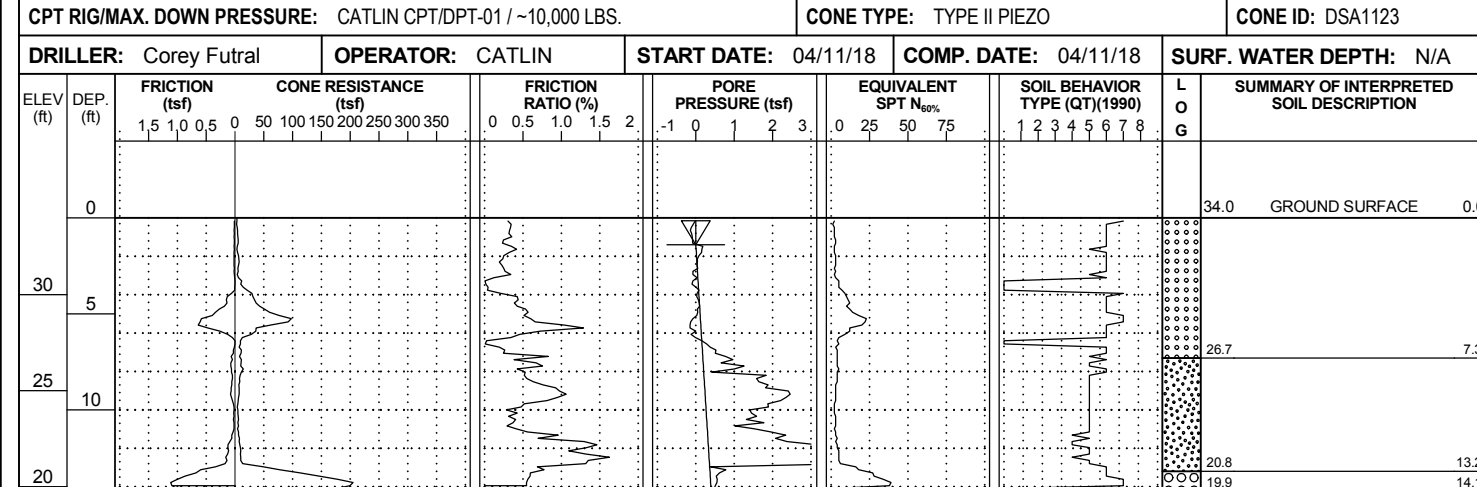 CPT RIG/MAX. DOWN PRESSURE: CATLIN CPT/DPT-01 / ~10,000 LBS. CONE TYPE: TYPE II PIEZO CONE ID: DSA1123
DRILLER: Corey Futral OPERATOR: CATLIN START DATE: 04/11/18 COMP. DATE: 04/11/18 SURF. WATER DEPTH: N/A
ELEV (ft) DEP. (ft)
FRICTION (tsf)
CONE RESISTANCE (tsf)
FRICTION RATIO (%)
PORE PRESSURE (tsf)
EQUIVALENT SPT N60%
SOIL BEHAVIOR TYPE (QT)(1990)
L O G
SUMMARY OF INTERPRETED SOIL DESCRIPTION
1.5 1.0 0.5 0 50 100 150 200 250 300 350
0 0.5 1.0 1.5 2
-1 0 1 2 3
0 25 50 75
1 2 3 4 5 6 7 8
0
34.0 GROUND SURFACE
30
5
26.7
25
10
20.8
20
19.9